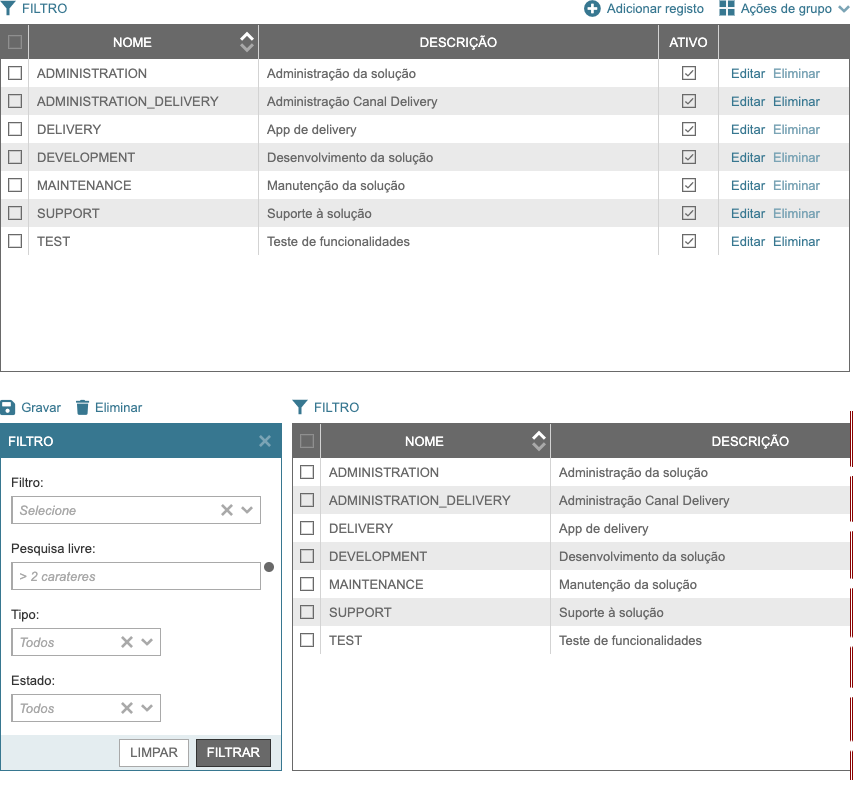 FILTRO Adicionar registo Ações de grupo
NOME DESCRIÇÃO ATIVO
ADMINISTRATION Administração da solução Editar Eliminar
ADMINISTRATION_DELIVERY Administração Canal Delivery Editar Eliminar
DELIVERY App de delivery Editar Eliminar
DEVELOPMENT Desenvolvimento da solução Editar Eliminar
MAINTENANCE Manutenção da solução Editar Eliminar
SUPPORT Suporte à solução Editar Eliminar
TEST Teste de funcionalidades Editar Eliminar
Gravar Eliminar
FILTRO
Filtro:
Selecione
Pesquisa livre:
> 2 carateres
Tipo:
Todos
Estado:
Todos
LIMPAR FILTRAR
FILTRO
NOME DESCRIÇÃO
ADMINISTRATION Administração da solução
ADMINISTRATION_DELIVERY Administração Canal Delivery
DELIVERY App de delivery
DEVELOPMENT Desenvolvimento da solução
MAINTENANCE Manutenção da solução
SUPPORT Suporte à solução
TEST Teste de funcionalidades